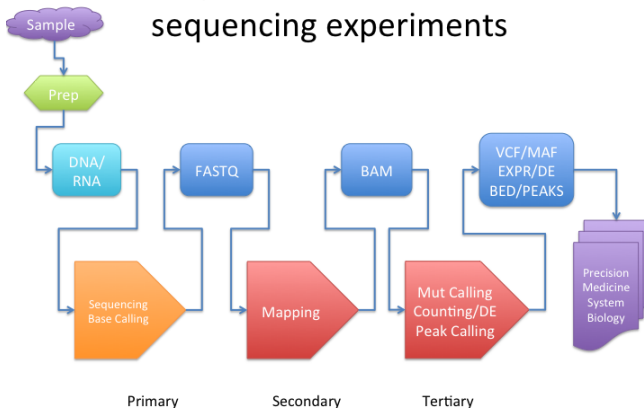 sequencing experiments
Sample
Prep
DNA/
RNA
FASTQ
BAM
VCF/MAF
EXPR/DE
BED/PEAKS
Sequencing
Base Calling
Mapping
Mut Calling
Counting/DE
Peak Calling
Precision
Medicine
System
Biology
Primary
Secondary
Tertiary